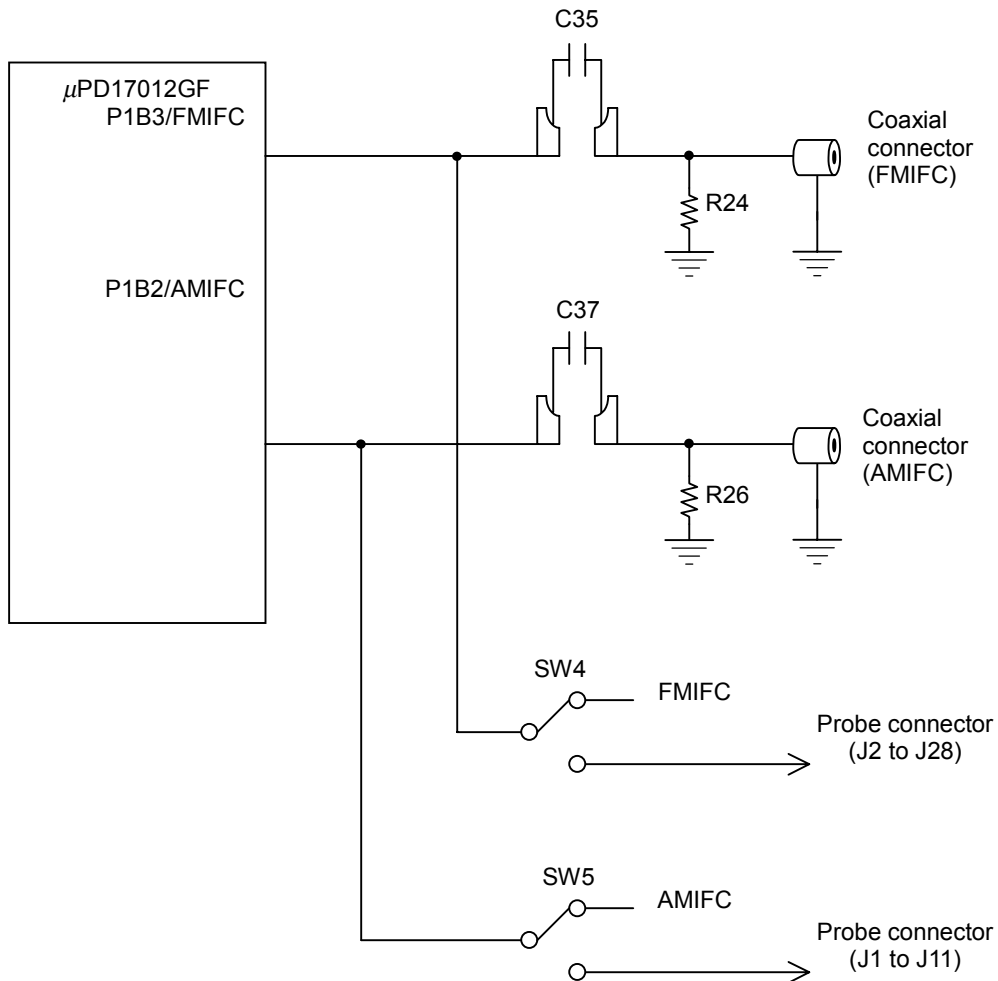 C35
μPD17012GF
P1B3/FMIFC
Coaxial
connector
(FMIFC)
R24
P1B2/AMIFC
C37
Coaxial
connector
(AMIFC)
R26
SW4
FMIFC
Probe connector
(J2 to J28)
SW5
AMIFC
Probe connector
(J1 to J11)